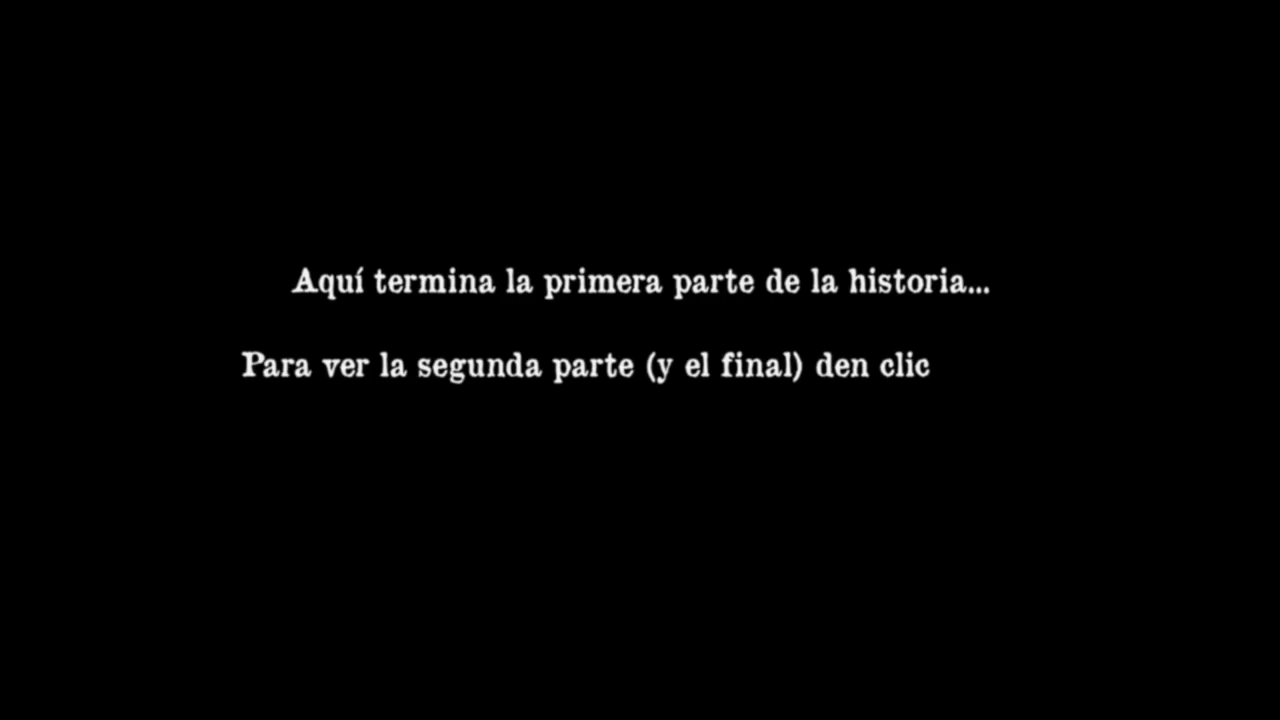 Aquí termina la primera parte de la historia...
Para ver la segunda parte (y el final) den clic